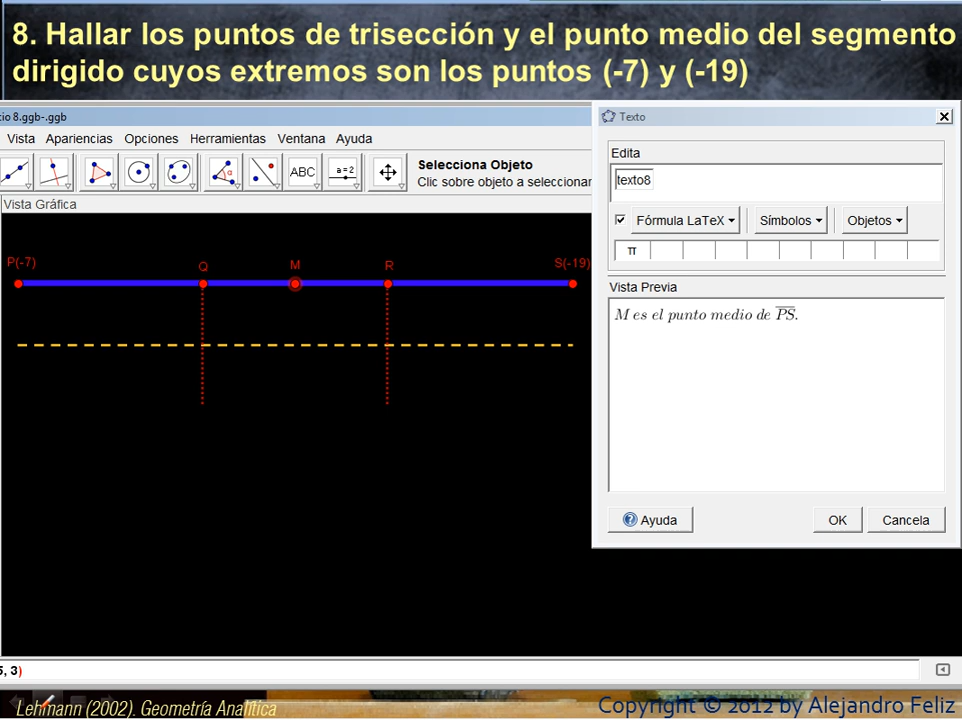 8. Hallar los puntos de trisección y el punto medio del segmento
dirigido cuyos extremos son los puntos (-7) y (-19)
cio 8.ggb-.ggb
Vista Apariencias Opciones Herramientas Ventana Ayuda
ABC
a=2
Selecciona Objeto
Clic sobre objeto a seleccionar
Vista Gráfica
P(-7)
Q
M
R
S(-19)
Texto
Edita
texto8
Fórmula LaTeX
Símbolos
Objetos
π
Vista Previa
M es el punto medio de PS.
Ayuda
OK
Cancela
5, 3)
Lehmann (2002). Geometría Analítica
Copyright © 2012 by Alejandro Feliz